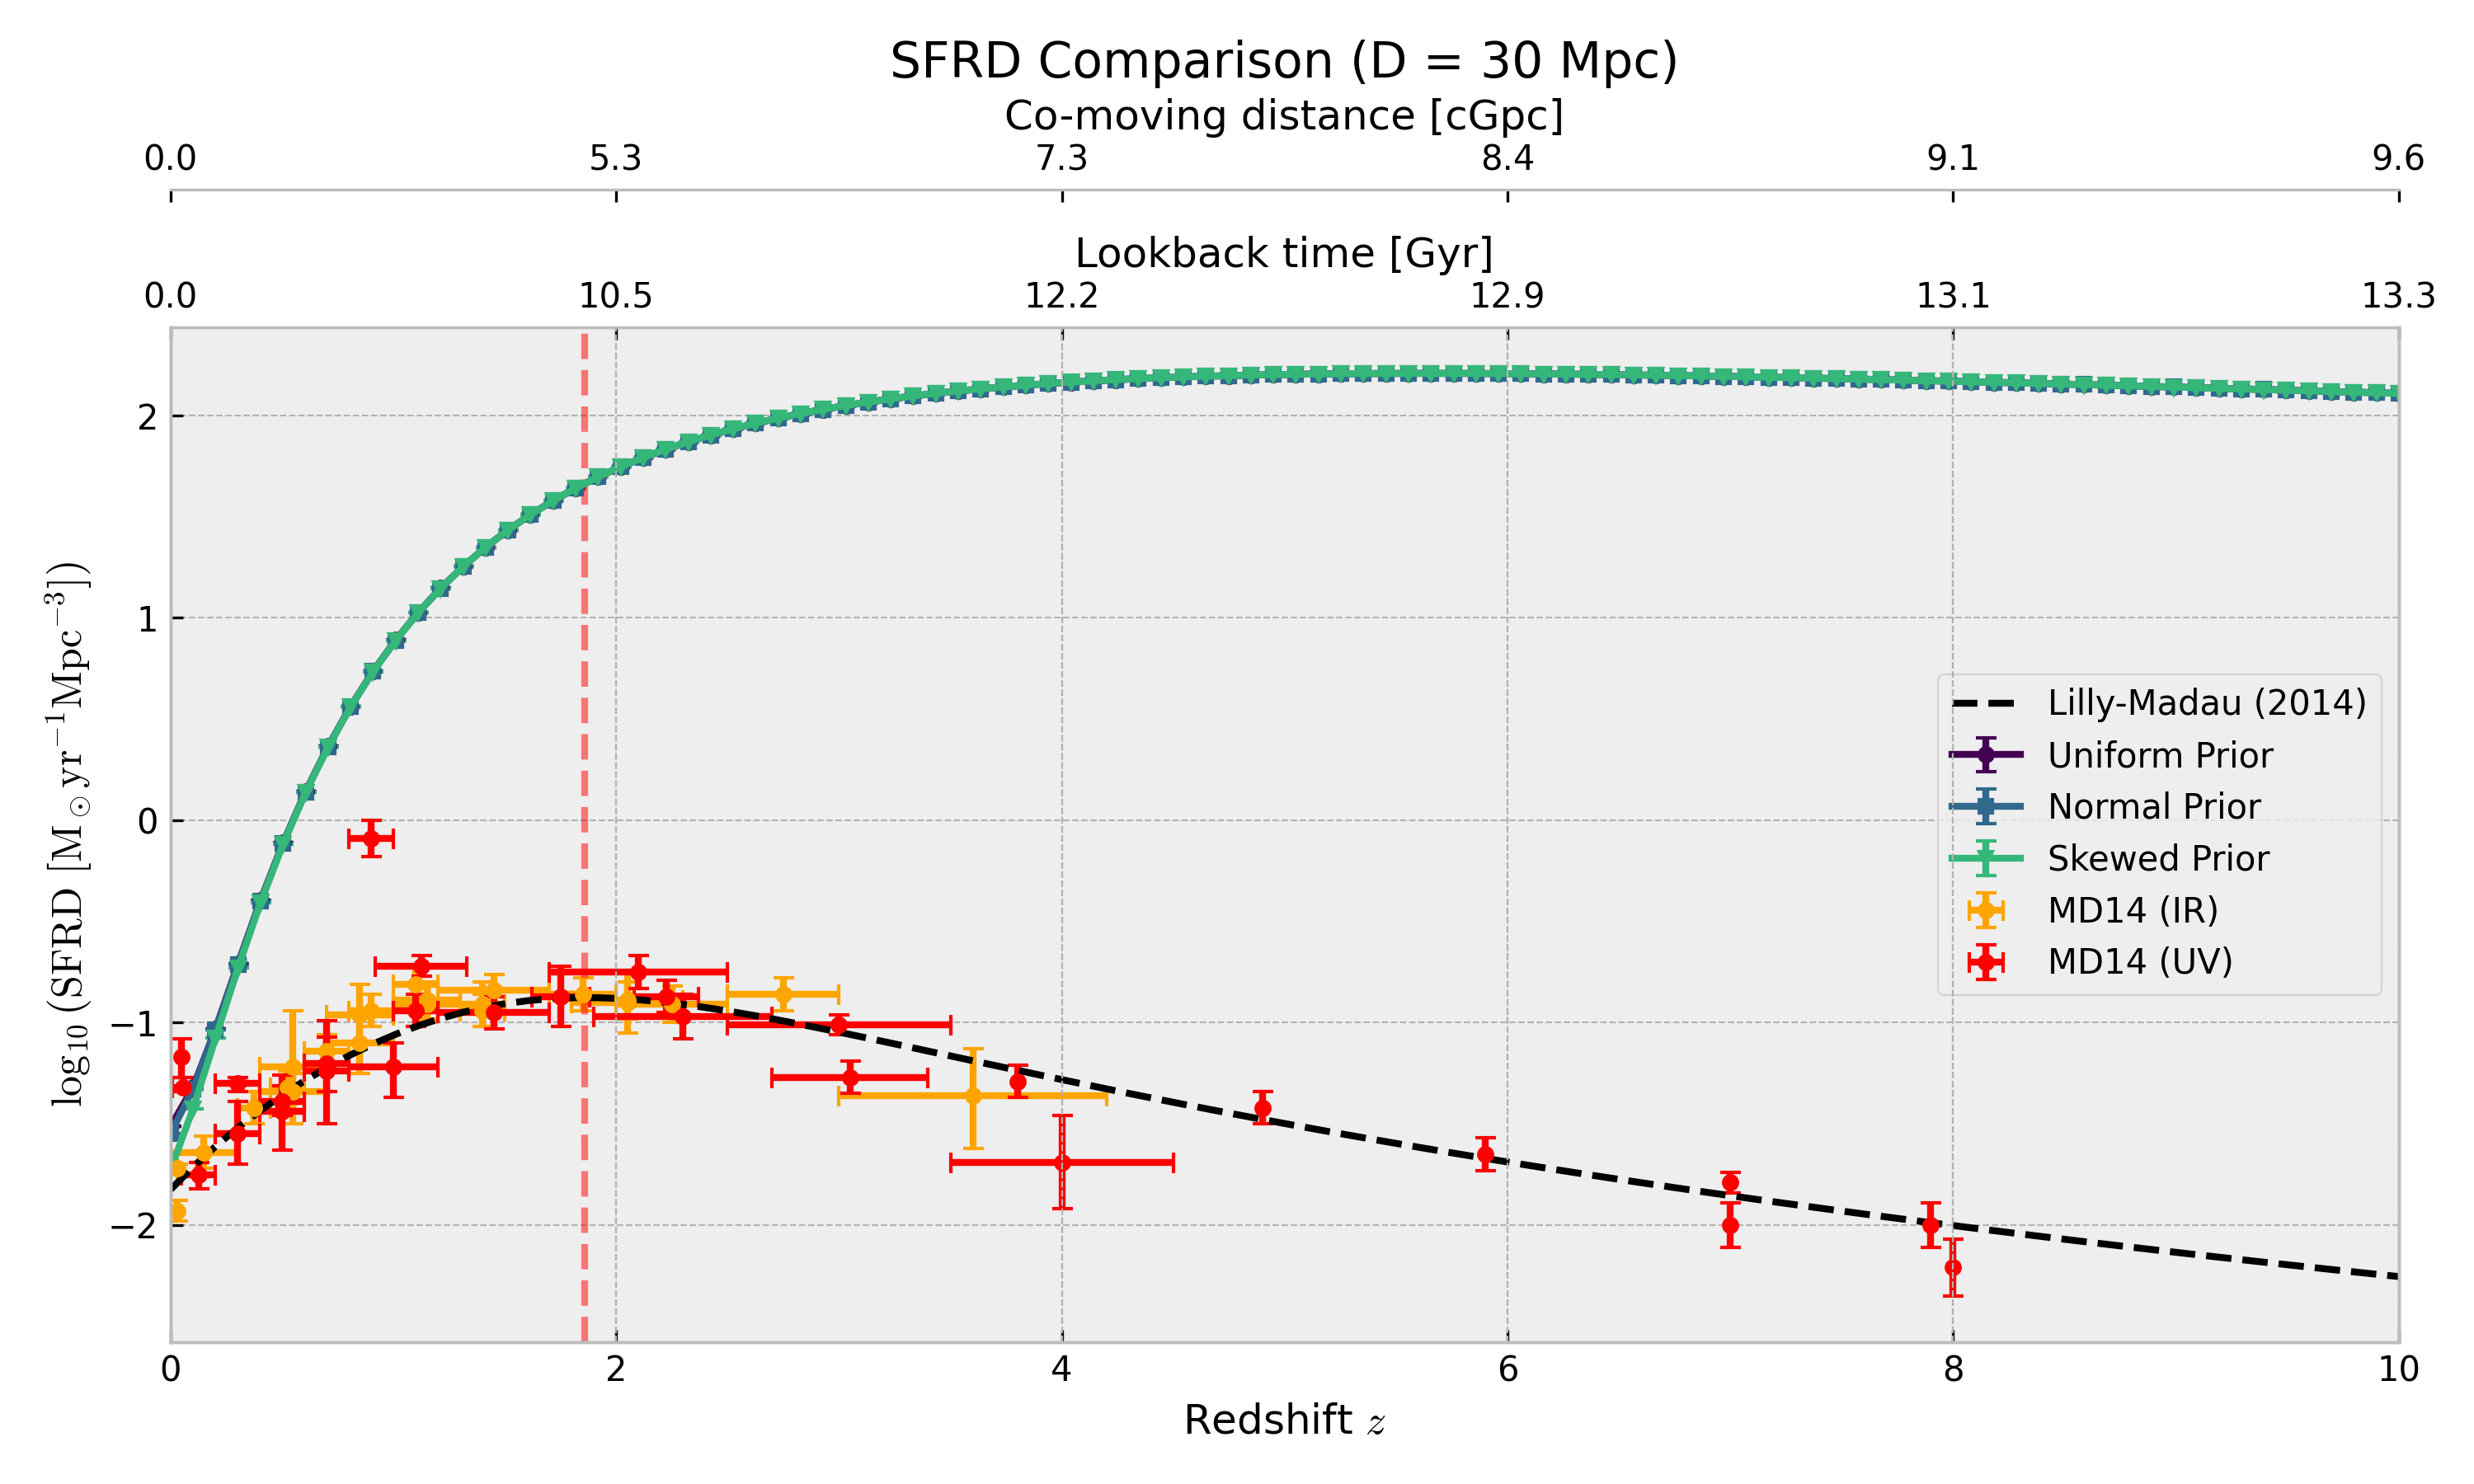 SFRD Comparison (D = 30 Mpc)
Co-moving distance [cGpc]
0.0 5.3 7.3 8.4 9.1 9.6
Lookback time [Gyr]
0.0 10.5 12.2 12.9 13.1 13.3
log₁₀(SFRD [M⊙yr⁻¹Mpc⁻³])
2
1
0
−1
−2
Lilly-Madau (2014)
Uniform Prior
Normal Prior
Skewed Prior
MD14 (IR)
MD14 (UV)
0 2 4 6 8 10
Redshift z